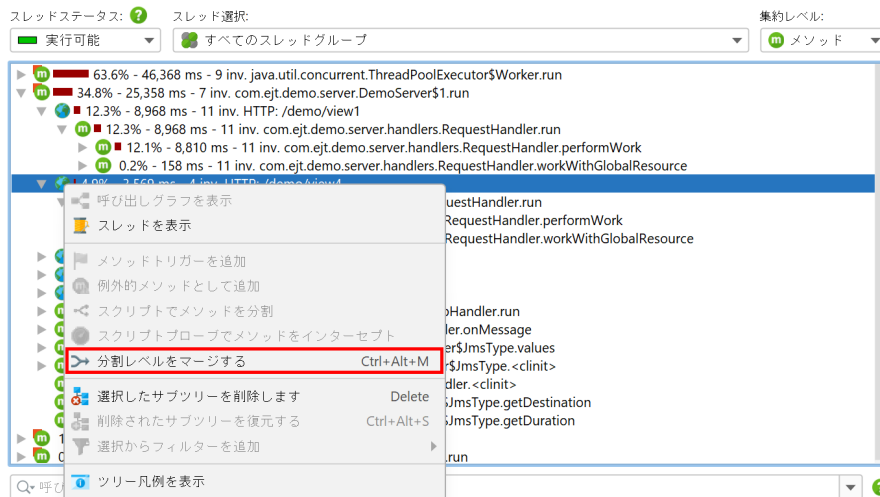 スレッドステータス: スレッド選択: 集約レベル:
実行可能 すべてのスレッドグループ メソッド
63.6% - 46,368 ms - 9 inv. java.util.concurrent.ThreadPoolExecutor$Worker.run
34.8% - 25,358 ms - 7 inv. com.ejt.demo.server.DemoServer$1.run
12.3% - 8,968 ms - 11 inv. HTTP: /demo/view1
12.3% - 8,968 ms - 11 inv. com.ejt.demo.server.handlers.RequestHandler.run
12.1% - 8,810 ms - 11 inv. com.ejt.demo.server.handlers.RequestHandler.performWork
0.2% - 158 ms - 11 inv. com.ejt.demo.server.handlers.RequestHandler.workWithGlobalResource
4.9% - 3,569 ms - 4 inv. HTTP: /demo/view4
呼び出しグラフを表示 uestHandler.run
スレッドを表示 RequestHandler.performWork
RequestHandler.workWithGlobalResource
メソッドトリガーを追加
例外的メソッドとして追加
スクリプトでメソッドを分割 Handler.run
スクリプトプローブでメソッドをインターセプト ler.onMessage
er$JmsType.values
分割レベルをマージする Ctrl+Alt+M r$JmsType.<clinit>
dler.<clinit>
選択したサブツリーを削除します Delete JmsType.getDestination
削除されたサブツリーを復元する Ctrl+Alt+S JmsType.getDuration
選択からフィルターを追加
.run
ツリー凡例を表示
呼び